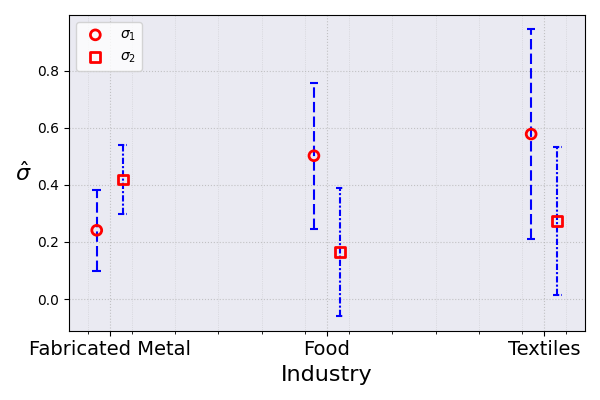 σ₁
σ₂
0.8
0.6
0.4
0.2
0.0
σ̂
Fabricated Metal Food Textiles
Industry